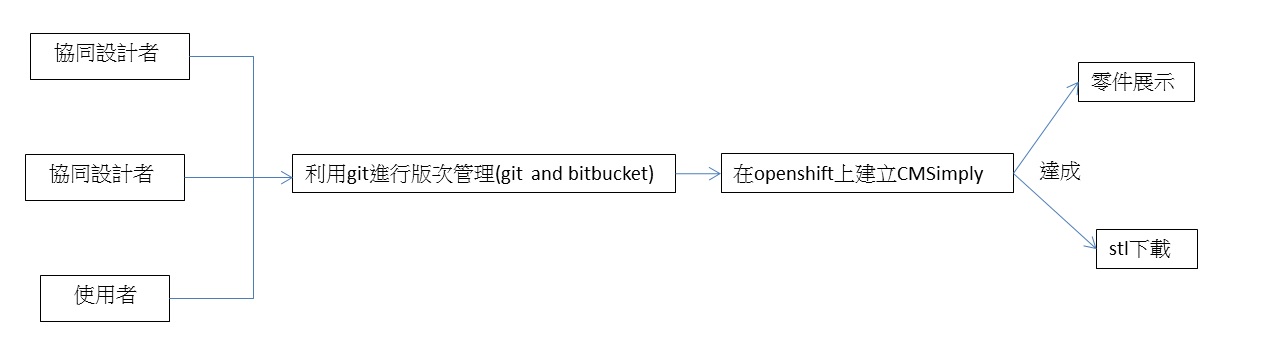 協同設計者
協同設計者
使用者
利用git進行版次管理(git and bitbucket)
在openshift上建立CMSimply
達成
零件展示
stl下載